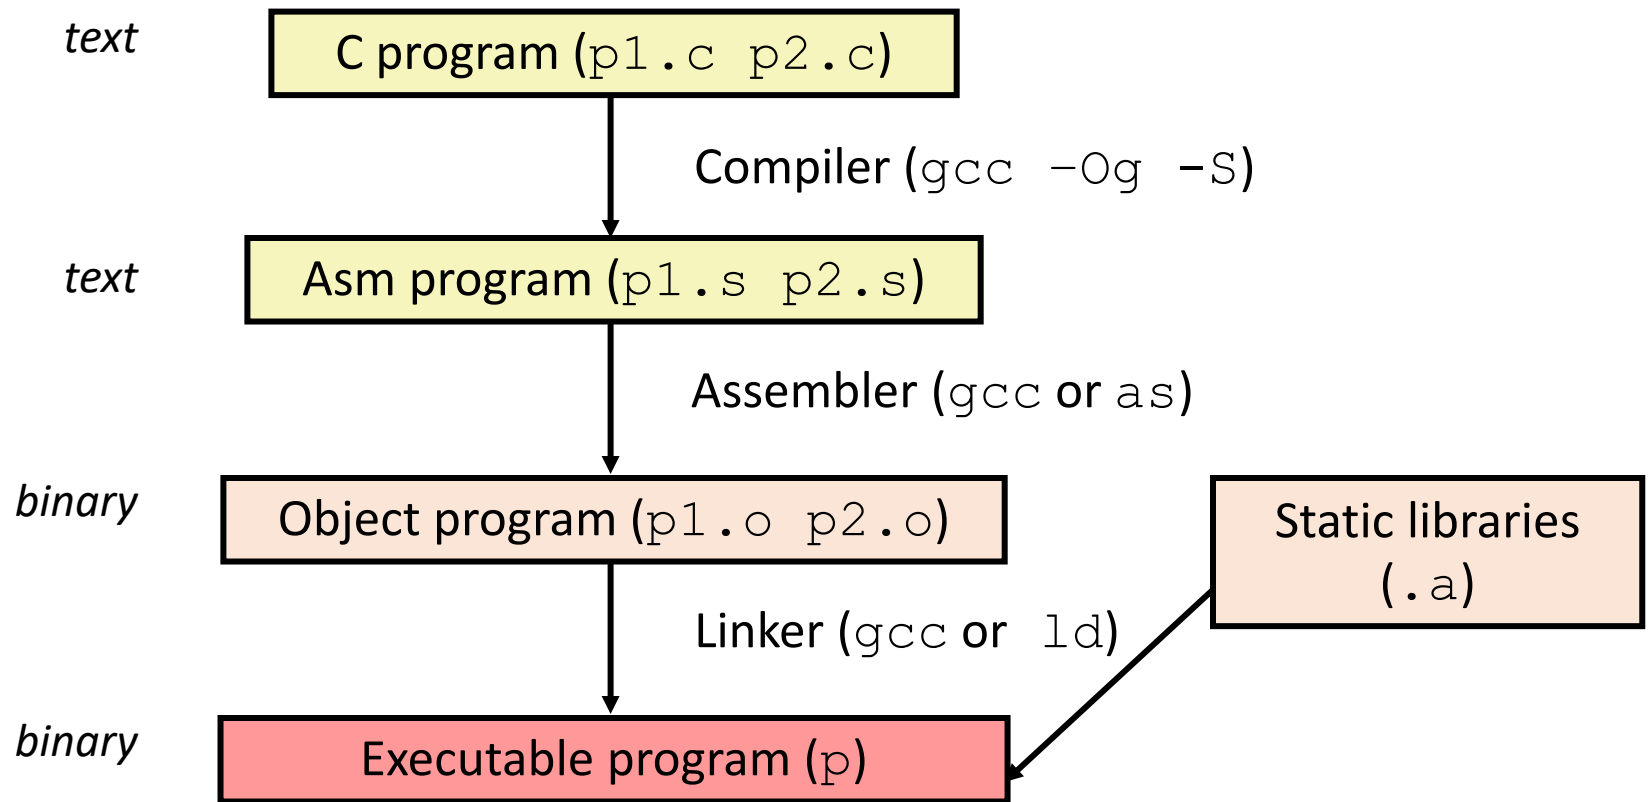 text
C program (p1.c p2.c)
Compiler (gcc –Og -S)
text
Asm program (p1.s p2.s)
Assembler (gcc or as)
binary
Object program (p1.o p2.o)
Static libraries
(.a)
Linker (gcc or ld)
binary
Executable program (p)